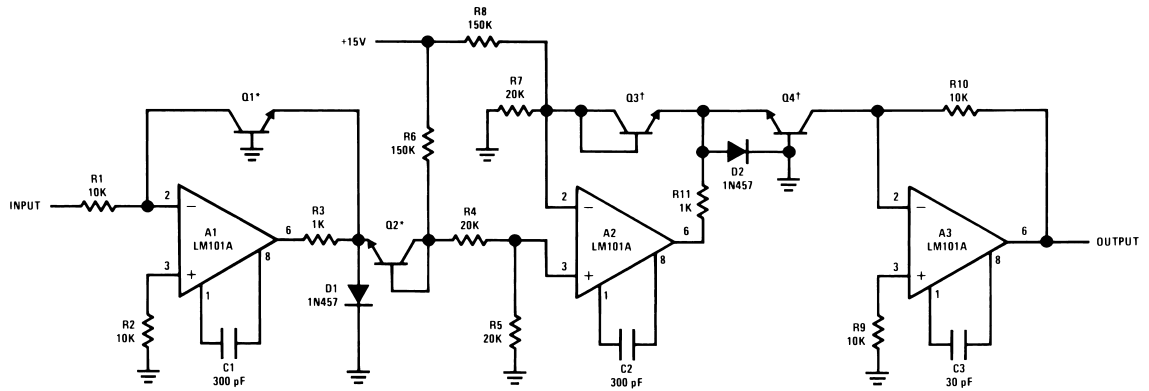 R8
150K
+15V
R7
20K
Q1*
Q3†
Q4†
R10
10K
R6
150K
D2
1N457
R1
10K
INPUT
2
A1
LM101A
6
R3
1K
8
3
1
Q2*
R4
20K
R11
1K
2
A2
LM101A
6
8
3
1
2
A3
LM101A
6
OUTPUT
8
3
1
D1
1N457
R2
10K
R5
20K
R9
10K
C1
300 pF
C2
300 pF
C3
30 pF